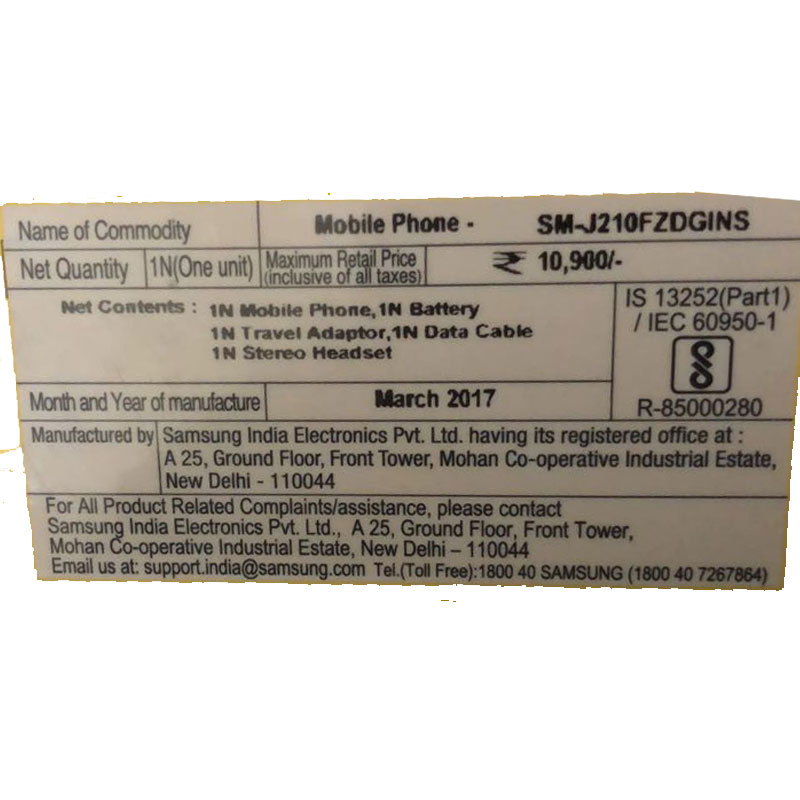 Name of Commodity Mobile Phone - SM-J210FZDGINS
Net Quantity 1N(One unit) Maximum Retail Price (inclusive of all taxes) ₹ 10,900/-
Net Contents : 1N Mobile Phone,1N Battery
1N Travel Adaptor,1N Data Cable
1N Stereo Headset
IS 13252(Part1)
/ IEC 60950-1
R-85000280
Month and Year of manufacture March 2017
Manufactured by Samsung India Electronics Pvt. Ltd. having its registered office at :
A 25, Ground Floor, Front Tower, Mohan Co-operative Industrial Estate,
New Delhi - 110044
For All Product Related Complaints/assistance, please contact
Samsung India Electronics Pvt. Ltd., A 25, Ground Floor, Front Tower,
Mohan Co-operative Industrial Estate, New Delhi – 110044
Email us at: support.india@samsung.com Tel.(Toll Free):1800 40 SAMSUNG (1800 40 7267864)